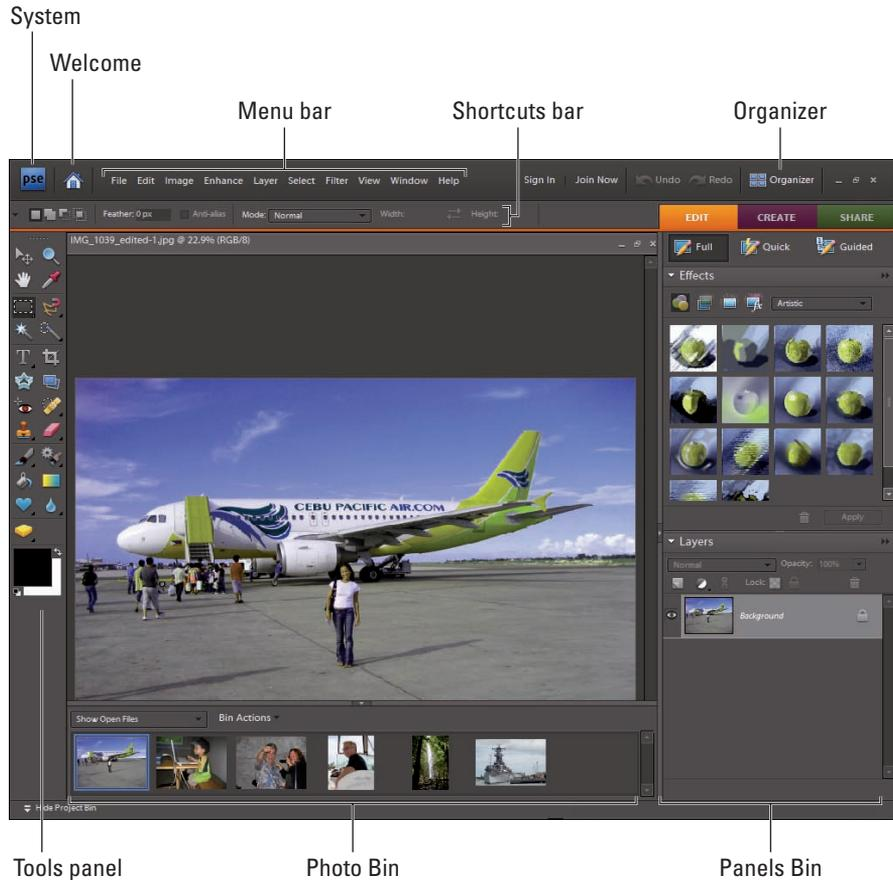 System
Welcome
Menu bar
Shortcuts bar
Organizer
pse
File Edit Image Enhance Layer Select Filter View Window Help
Sign In | Join Now
Undo Redo
Organizer
Feather: 0 px
Anti-alias
Mode: Normal
Width:
Height:
EDIT
CREATE
SHARE
IMG_1039_edited-1.jpg @ 22.9% (RGB/8)
Full
Quick
Guided
Effects
Artistic
CEBU PACIFIC AIR.COM
Apply
Layers
Normal
Opacity: 100%
Lock:
Background
Show Open Files
Bin Actions
Hide Project Bin
Tools panel
Photo Bin
Panels Bin